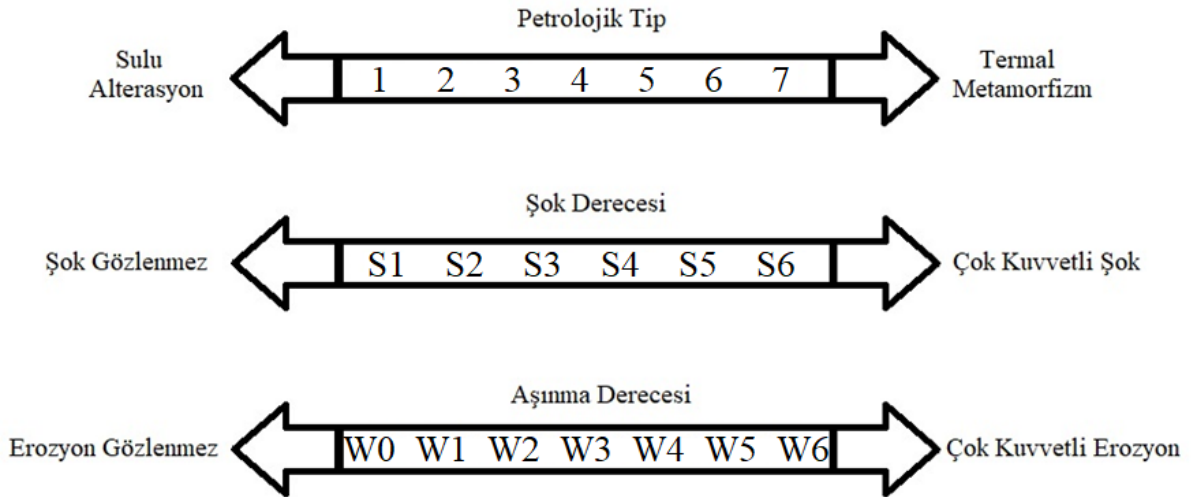 Petrolojik Tip
Sulu
Alterasyon
1 2 3 4 5 6 7
Termal
Metamorfizm
Şok Derecesi
Şok Gözlenmez
S1 S2 S3 S4 S5 S6
Çok Kuvvetli Şok
Aşınma Derecesi
Erozyon Gözlenmez
W0 W1 W2 W3 W4 W5 W6
Çok Kuvvetli Erozyon